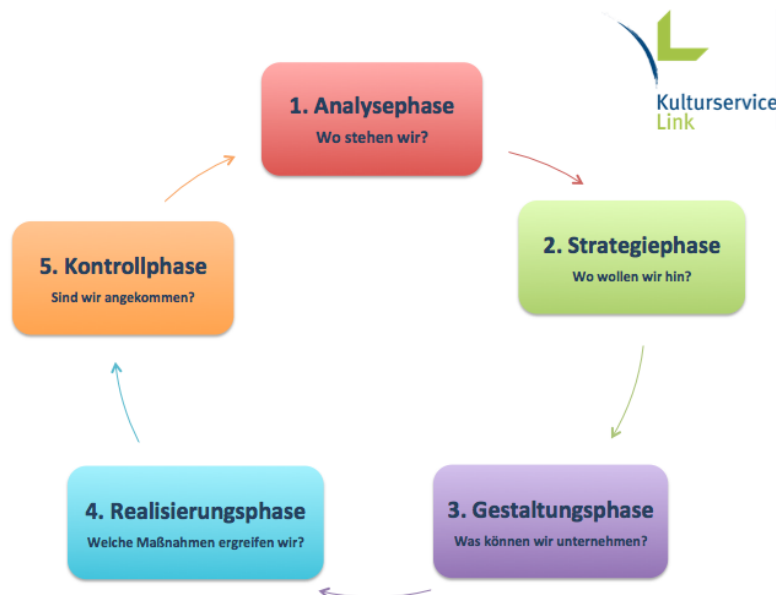 Kulturservice
Link
1. Analysephase
Wo stehen wir?
2. Strategiephase
Wo wollen wir hin?
3. Gestaltungsphase
Was können wir unternehmen?
4. Realisierungsphase
Welche Maßnahmen ergreifen wir?
5. Kontrollphase
Sind wir angekommen?